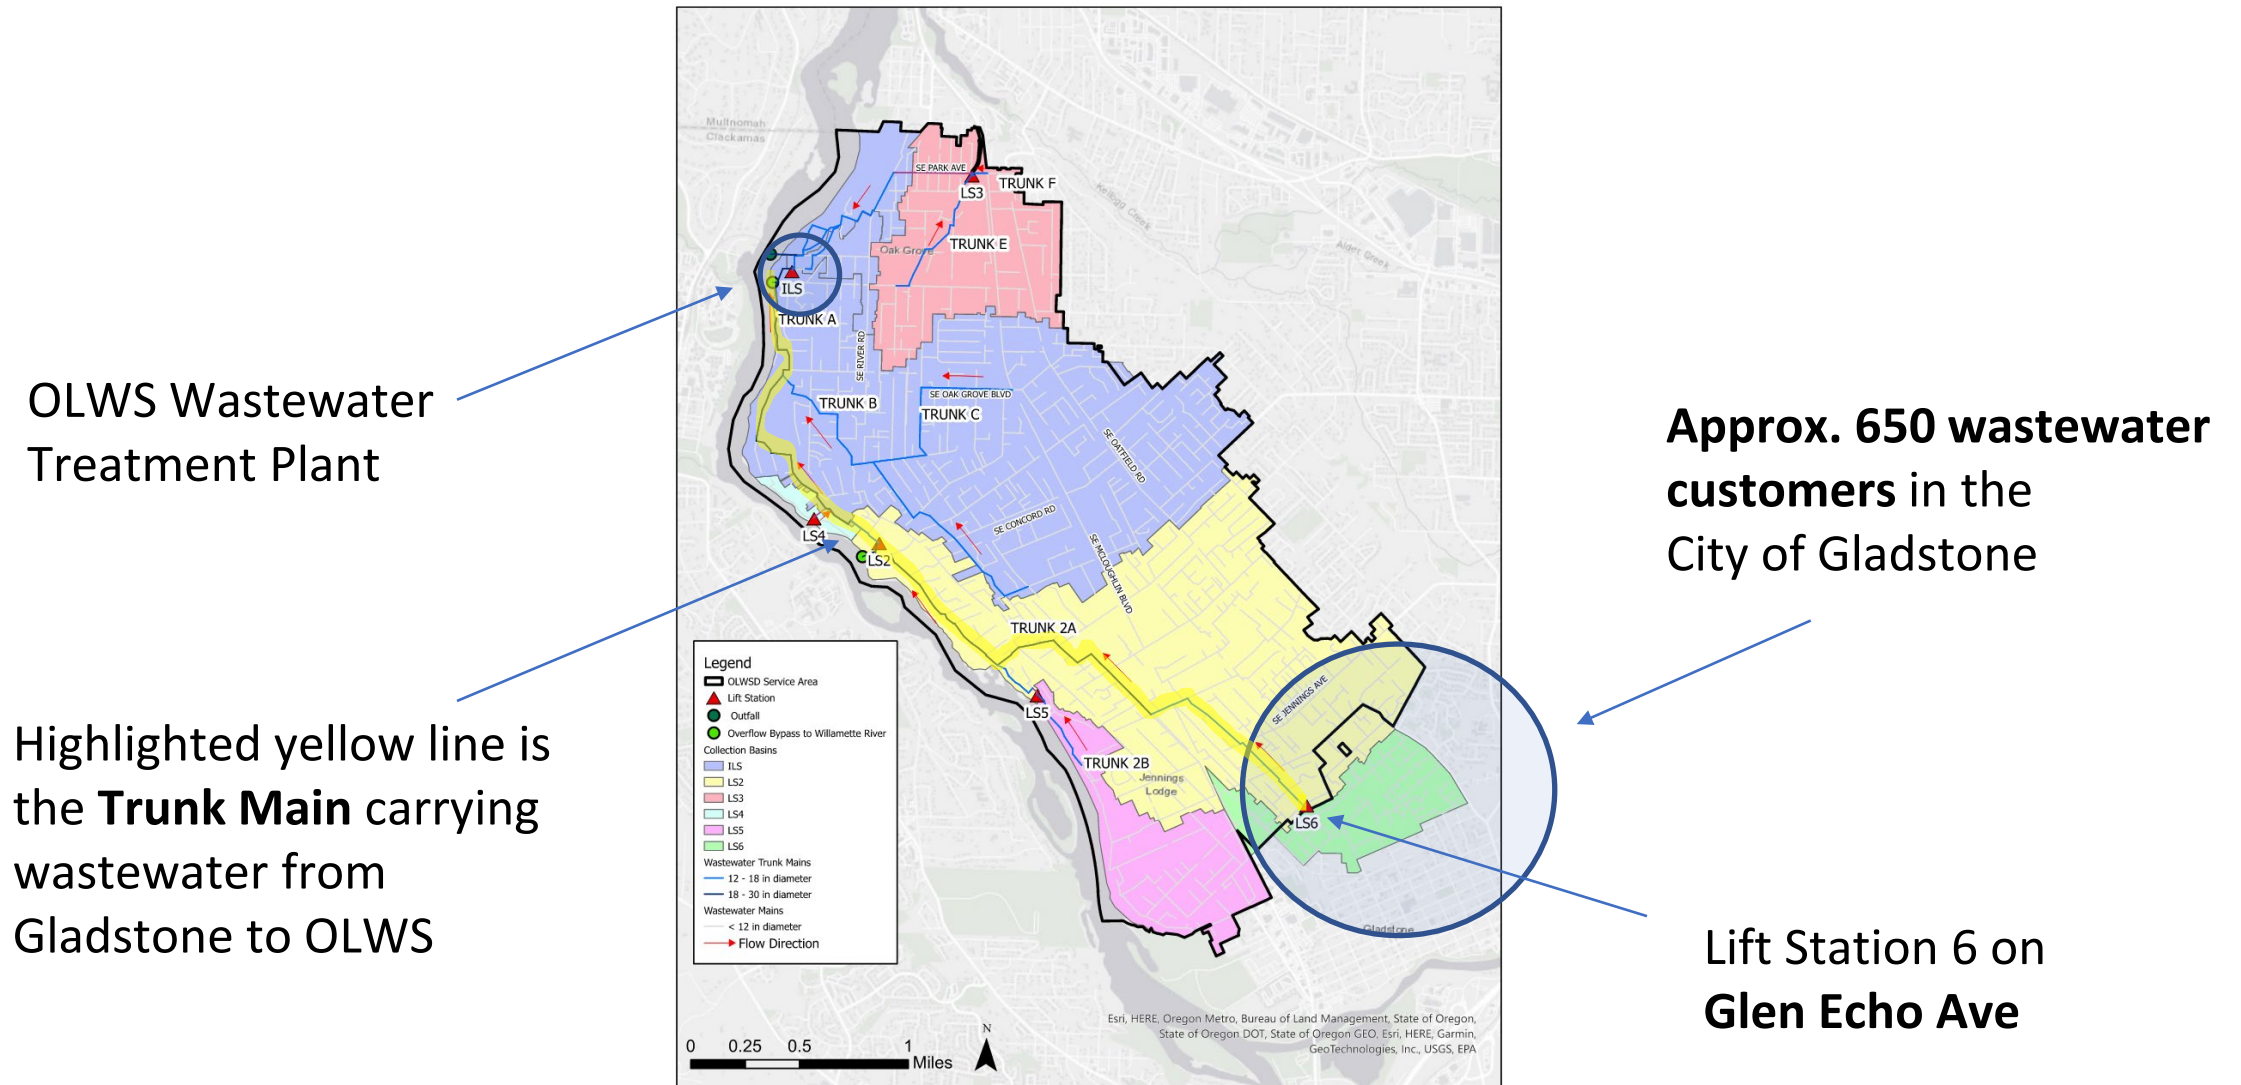 OLWS Wastewater
Treatment Plant
Highlighted yellow line is
the Trunk Main carrying
wastewater from
Gladstone to OLWS
Multnomah
Clackamas
SE PARK AVE
TRUNK F
LS3
Kellogg Creek
Oak Grove
TRUNK E
Alder Creek
ILS
TRUNK A
SE RIVER RD
TRUNK B
SE OAK GROVE BLVD
TRUNK C
SE OATFIELD RD
SE CONCORD RD
LS4
LS2
SE MCLOUGHLIN BLVD
TRUNK 2A
SE JENNINGS AVE
LS5
TRUNK 2B
Jennings
Lodge
LS6
Gladstone
Legend
OLWSD Service Area
Lift Station
Outfall
Overflow Bypass to Willamette River
Collection Basins
ILS
LS2
LS3
LS4
LS5
LS6
Wastewater Trunk Mains
12 - 18 in diameter
18 - 30 in diameter
Wastewater Mains
< 12 in diameter
Flow Direction
0 0.25 0.5 1
Miles
N
Esri, HERE, Oregon Metro, Bureau of Land Management, State of Oregon,
State of Oregon DOT, State of Oregon GEO, Esri, HERE, Garmin,
GeoTechnologies, Inc., USGS, EPA
Approx. 650 wastewater
customers in the
City of Gladstone
Lift Station 6 on
Glen Echo Ave